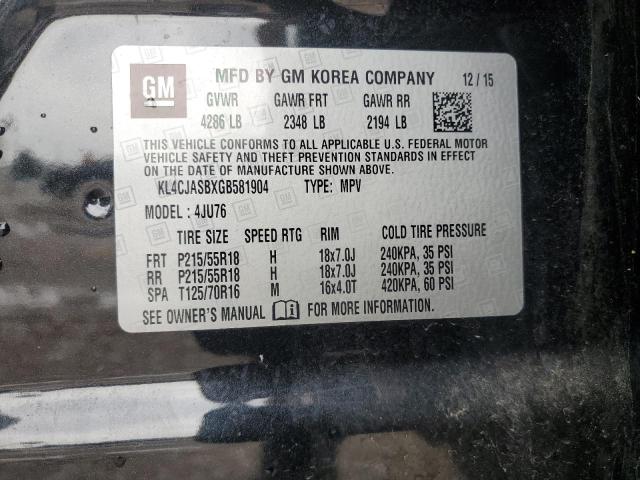 GM MFD BY GM KOREA COMPANY 12/15
GVWR GAWR FRT GAWR RR
4286 LB 2348 LB 2194 LB
THIS VEHICLE CONFORMS TO ALL APPLICABLE U.S. FEDERAL MOTOR
VEHICLE SAFETY AND THEFT PREVENTION STANDARDS IN EFFECT
ON THE DATE OF MANUFACTURE SHOWN ABOVE.
KL4CJASBXGB581904 TYPE: MPV
MODEL: 4JU76
TIRE SIZE SPEED RTG RIM COLD TIRE PRESSURE
FRT P215/55R18 H 18x7.0J 240KPA, 35 PSI
RR P215/55R18 H 18x7.0J 240KPA, 35 PSI
SPA T125/70R16 M 16x4.0T 420KPA, 60 PSI
SEE OWNER'S MANUAL FOR MORE INFORMATION.